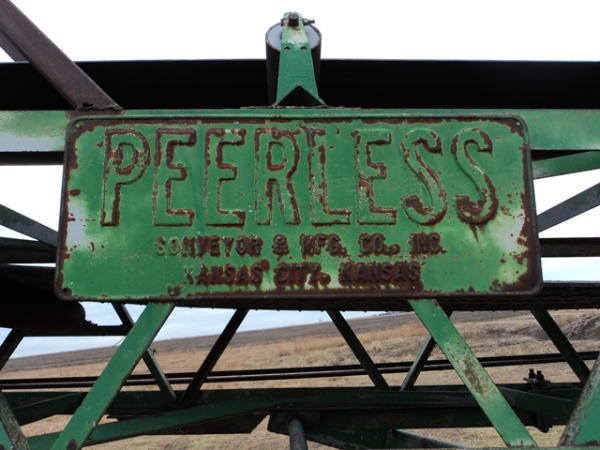 PEERLESS
CONVEYOR & MFG. CO., INC.
KANSAS CITY, KANSAS